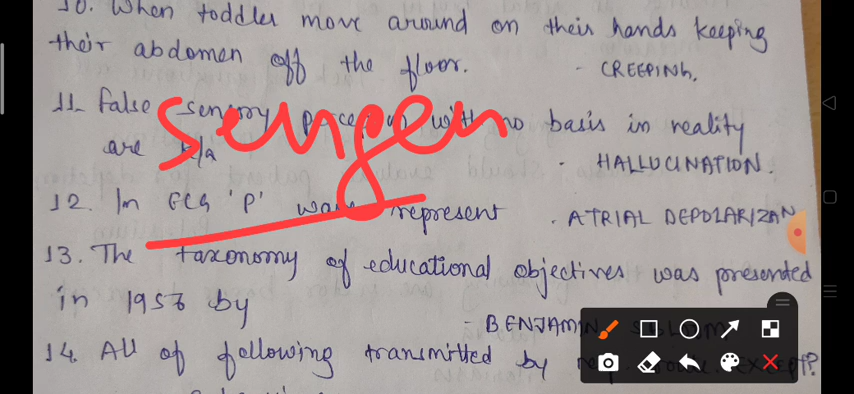 10. When toddler move around on their hands keeping
their abdomen off the floor. - CREEPING.
11. False sensory perception with no basis in reality
are k/a - HALLUCINATION.
12. In ECG 'P' wave represent - ATRIAL DEPOLARIZAN
13. The taxonomy of educational objectives was presented
in 1956 by
- BENJAMIN
14. All of following transmitted by EXCEPT?